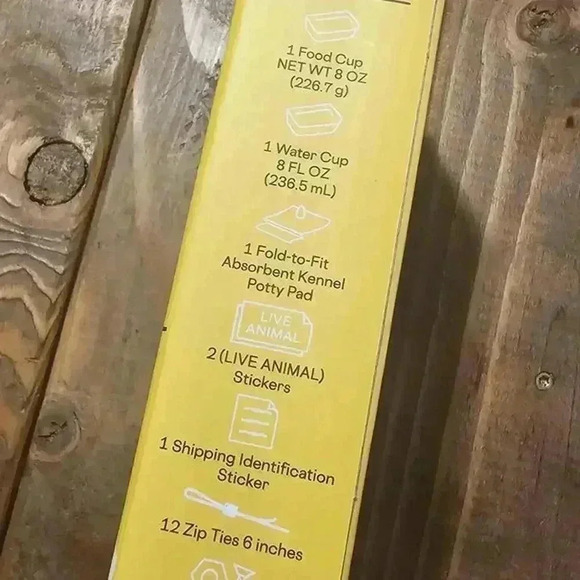 1 Food Cup
NET WT 8 OZ
(226.7 g)
1 Water Cup
8 FL OZ
(236.5 mL)
1 Fold-to-Fit
Absorbent Kennel
Potty Pad
LIVE
ANIMAL
2 (LIVE ANIMAL)
Stickers
1 Shipping Identification
Sticker
12 Zip Ties 6 inches